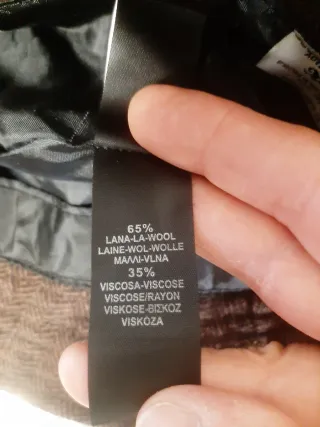 65%
LANA-LA-WOOL
LAINE-WOL-WOLLE
ΜΑΛΛΙ-VLNA
35%
VISCOSA-VISCOSE
VISCOSE/RAYON
VISKOSE-ΒΙΣΚΟΖ
VISKÓZA